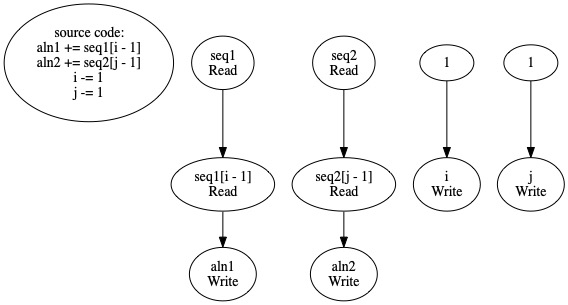 source code:
aln1 += seq1[i - 1]
aln2 += seq2[j - 1]
i -= 1
j -= 1
seq1
Read
seq2
Read
1
1
seq1[i - 1]
Read
seq2[j - 1]
Read
i
Write
j
Write
aln1
Write
aln2
Write